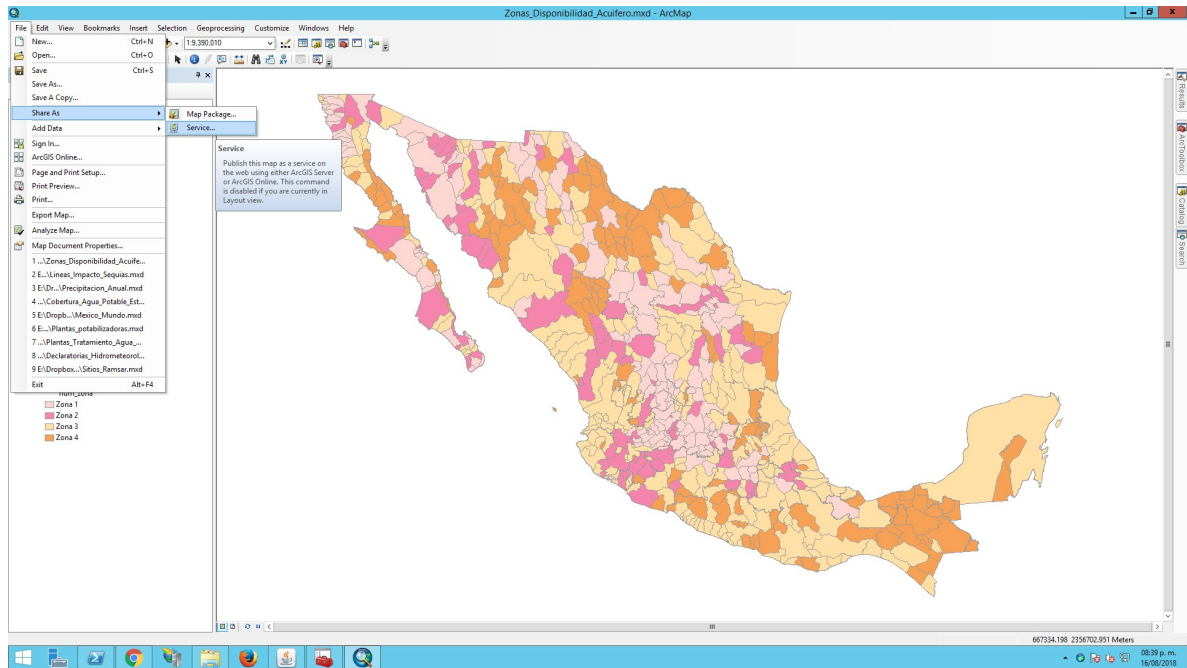 Zonas_Disponibilidad_Acuifero.mxd - ArcMap
File Edit View Bookmarks Insert Selection Geoprocessing Customize Windows Help
New... Ctrl+N
1:9,390,010
Open... Ctrl+O
Save Ctrl+S
Save As...
Save A Copy...
Share As
Map Package...
Add Data
Service...
Sign In...
ArcGIS Online...
Page and Print Setup...
Print Preview...
Print...
Export Map...
Analyze Map...
Map Document Properties...
1 ...\Zonas_Disponibilidad_Acuife...
2 E...\Lineas_Impacto_Sequias.mxd
3 E:\Dr...\Precipitacion_Anual.mxd
4 ...\Cobertura_Agua_Potable_Est...
5 E:\Dropb...\Mexico_Mundo.mxd
6 E:...\Plantas_potabilizadoras.mxd
7 ...\Plantas_Tratamiento_Agua_...
8 ...\Declaratorias_Hidrometeorol...
9 E:\Dropbox...\Sitios_Ramsar.mxd
Exit Alt+F4
Service
Publish this map as a service on
the web using either ArcGIS Server
or ArcGIS Online. This command
is disabled if you are currently in
Layout view.
num_zona
Zona 1
Zona 2
Zona 3
Zona 4
Results
ArcToolbox
Catalog
Search
667334.198 2356702.951 Meters
08:39 p. m.
16/08/2018